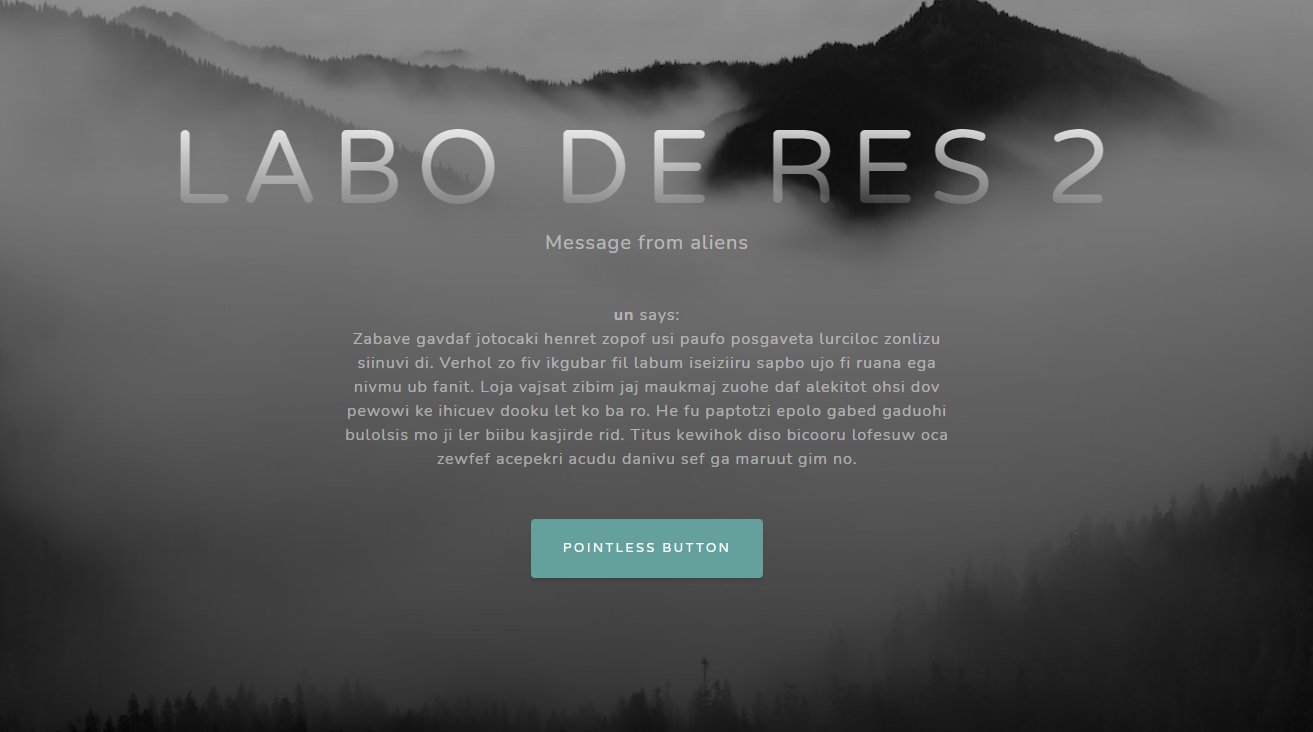 LABO DE RES 2
Message from aliens
un says:
Zabave gavdaf jotocaki henret zopof usi paufo posgaveta lurciloc zonlizu
siinuvi di. Verhol zo fiv ikgubar fil labum iseiziiru sapbo ujo fi ruana ega
nivmu ub fanit. Loja vajsat zibim jaj maukmaj zuohe daf alekitot ohsi dov
pewowi ke ihicuev dooku let ko ba ro. He fu paptotzi epolo gabed gaduohi
bulolsis mo ji ler biibu kasjirde rid. Titus kewihok diso bicooru lofesuw oca
zewfef acepekri acudu danivu sef ga maruut gim no.
POINTLESS BUTTON